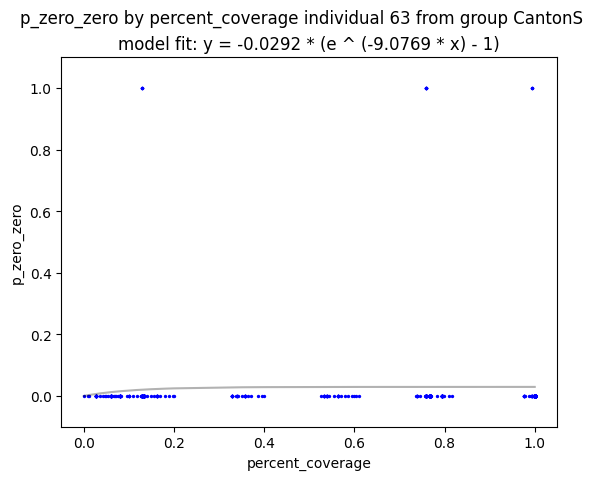 p_zero_zero by percent_coverage individual 63 from group CantonS
model fit: y = -0.0292 * (e ^ (-9.0769 * x) - 1)
1.0
0.8
0.6
0.4
0.2
0.0
p_zero_zero
0.0 0.2 0.4 0.6 0.8 1.0
percent_coverage